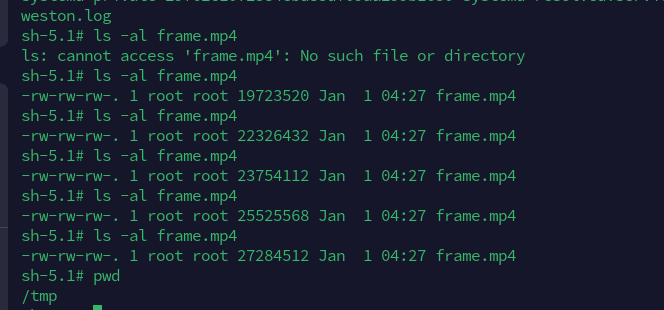 weston.log
sh-5.1# ls -al frame.mp4
ls: cannot access 'frame.mp4': No such file or directory
sh-5.1# ls -al frame.mp4
-rw-rw-rw-. 1 root root 19723520 Jan  1 04:27 frame.mp4
sh-5.1# ls -al frame.mp4
-rw-rw-rw-. 1 root root 22326432 Jan  1 04:27 frame.mp4
sh-5.1# ls -al frame.mp4
-rw-rw-rw-. 1 root root 23754112 Jan  1 04:27 frame.mp4
sh-5.1# ls -al frame.mp4
-rw-rw-rw-. 1 root root 25525568 Jan  1 04:27 frame.mp4
sh-5.1# ls -al frame.mp4
-rw-rw-rw-. 1 root root 27284512 Jan  1 04:27 frame.mp4
sh-5.1# pwd
/tmp